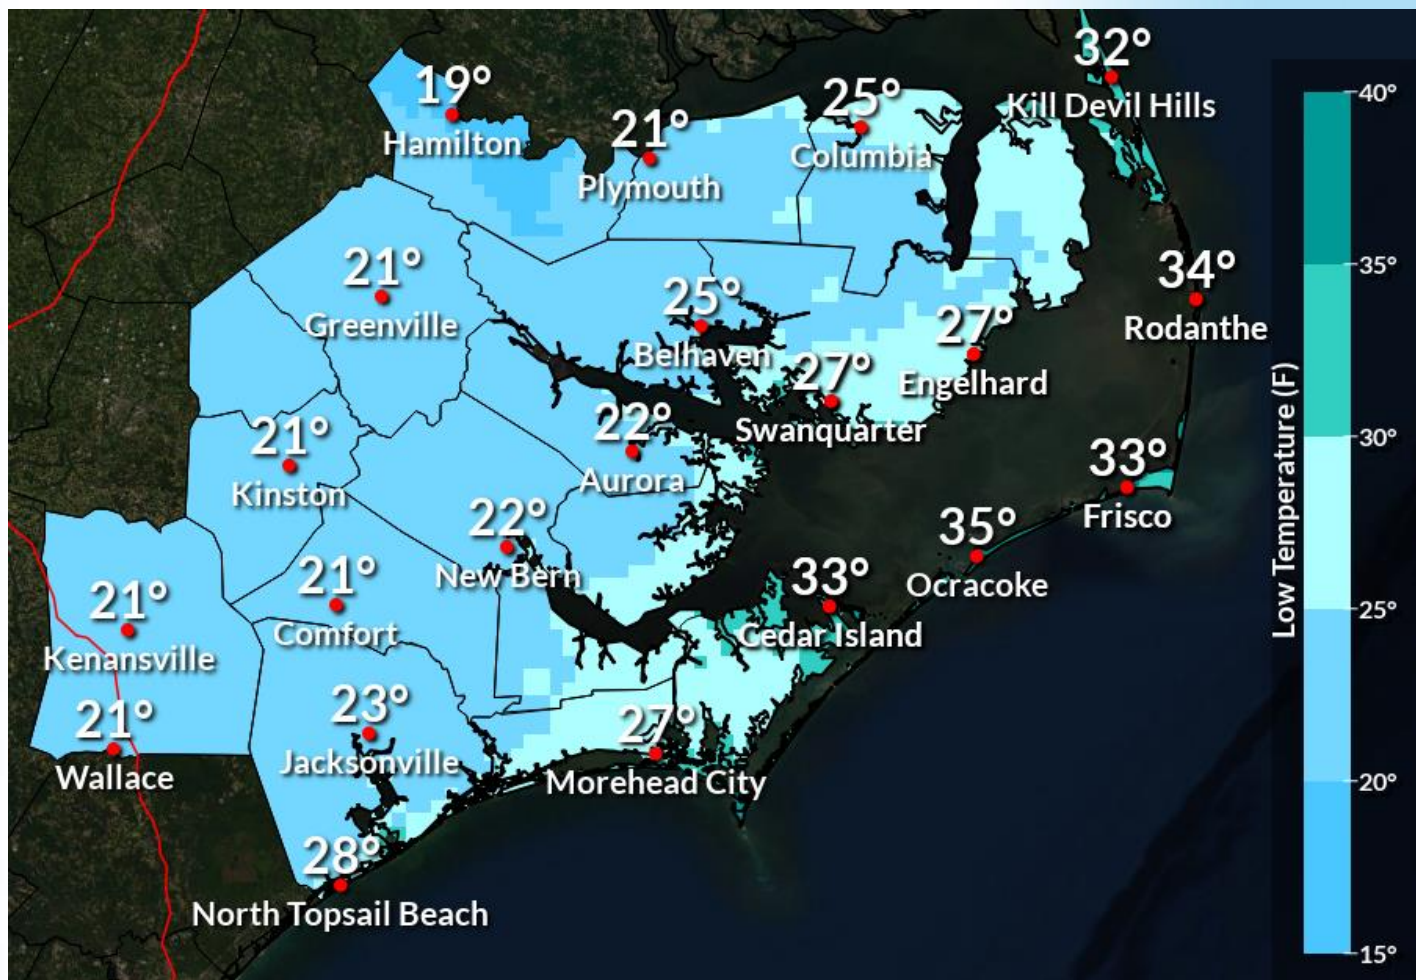 32°
Kill Devil Hills
19°
Hamilton
25°
Columbia
21°
Plymouth
40°
21°
Greenville
34°
Rodanthe
35°
25°
Belhaven
27°
Engelhard
27°
Swanquarter
22°
Aurora
21°
Kinston
30°
33°
Frisco
22°
New Bern
35°
Ocracoke
Low Temperature (F)
21°
Comfort
33°
Cedar Island
25°
21°
Kenansville
23°
Jacksonville
21°
Wallace
27°
Morehead City
20°
28°
North Topsail Beach
15°